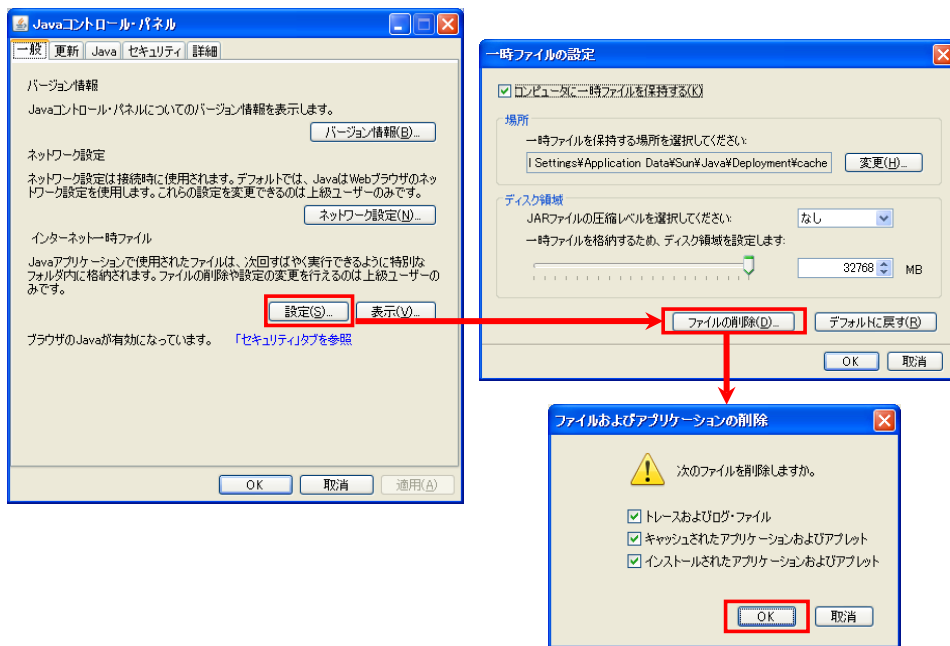 Javaコントロール・パネル
一般 更新 Java セキュリティ 詳細
バージョン情報
Javaコントロール・パネルについてのバージョン情報を表示します。
バージョン情報(B)...
ネットワーク設定
ネットワーク設定は接続時に使用されます。デフォルトでは、JavaはWebブラウザのネッ
トワーク設定を使用します。これらの設定を変更できるのは上級ユーザーのみです。
ネットワーク設定(N)...
インターネット一時ファイル
Javaアプリケーションで使用されたファイルは、次回すばやく実行できるように特別な
フォルダ内に格納されます。ファイルの削除や設定の変更を行えるのは上級ユーザーの
みです。
設定(S)... 表示(V)...
ブラウザのJavaが有効になっています。 「セキュリティ」タブを参照
OK 取消 適用(A)
一時ファイルの設定
コンピュータに一時ファイルを保持する(K)
場所
一時ファイルを保持する場所を選択してください:
l Settings¥Application Data¥Sun¥Java¥Deployment¥cache 変更(H)...
ディスク領域
JARファイルの圧縮レベルを選択してください: なし
一時ファイルを格納するため、ディスク領域を設定します:
32768 MB
ファイルの削除(D)... デフォルトに戻す(R)
OK 取消
ファイルおよびアプリケーションの削除
次のファイルを削除しますか。
トレースおよびログ・ファイル
キャッシュされたアプリケーションおよびアプレット
インストールされたアプリケーションおよびアプレット
OK 取消